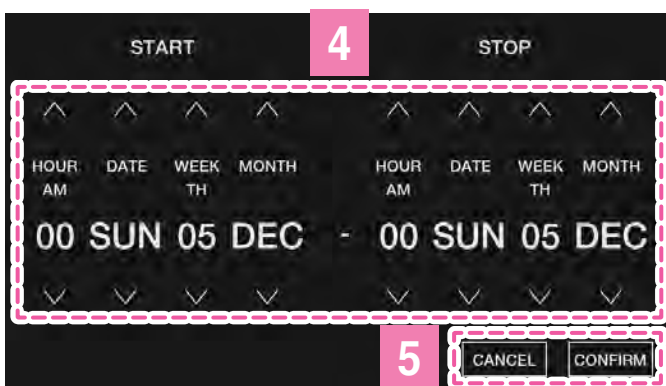 START 4 STOP
HOUR DATE WEEK MONTH HOUR DATE WEEK MONTH
AM TH AM TH
00 SUN 05 DEC - 00 SUN 05 DEC
5 CANCEL CONFIRM